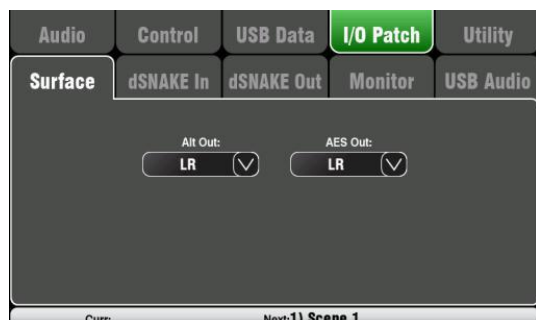 Audio Control USB Data I/O Patch Utility
Surface dSNAKE In dSNAKE Out Monitor USB Audio
Alt Out: AES Out:
LR LR
Curr: Next:1) Scene 1